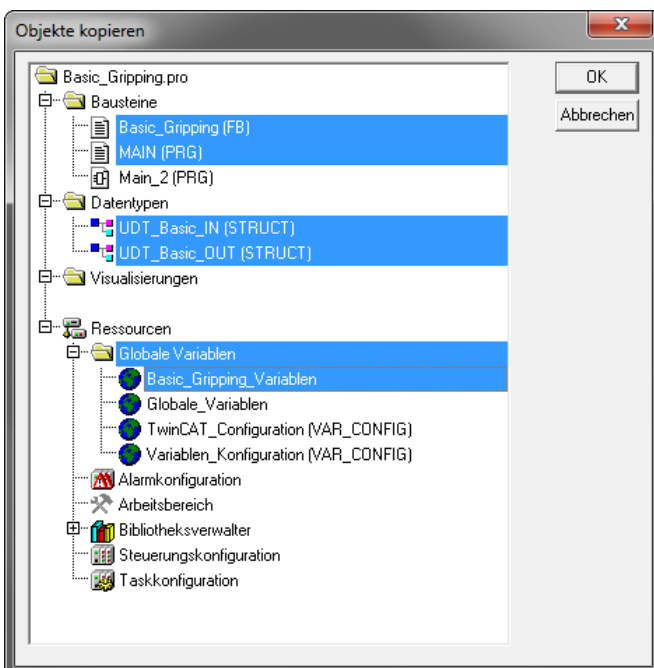 Objekte kopieren
Basic_Gripping.pro
OK
Bausteine
Abbrechen
Basic_Gripping (FB)
MAIN (PRG)
Main_2 (PRG)
Datentypen
UDT_Basic_IN (STRUCT)
UDT_Basic_OUT (STRUCT)
Visualisierungen
Ressourcen
Globale Variablen
Basic_Gripping_Variablen
Globale_Variablen
TwinCAT_Configuration (VAR_CONFIG)
Variablen_Konfiguration (VAR_CONFIG)
Alarmkonfiguration
Arbeitsbereich
Bibliotheksverwalter
Steuerungskonfiguration
Taskkonfiguration